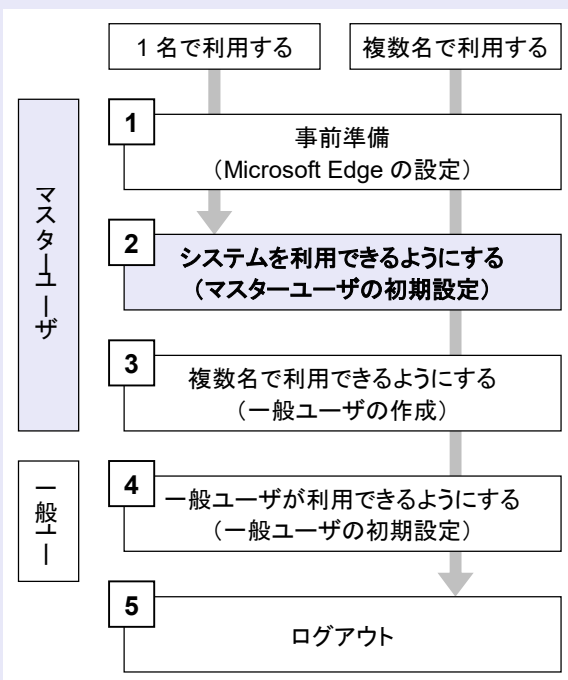 1 名で利用する
複数名で利用する
マスターユーザ
1
事前準備
（Microsoft Edge の設定）
2
システムを利用できるようにする
（マスターユーザの初期設定）
3
複数名で利用できるようにする
（一般ユーザの作成）
一般ユー
4
一般ユーザが利用できるようにする
（一般ユーザの初期設定）
5
ログアウト